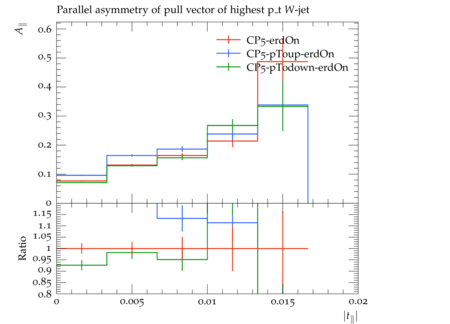 Parallel asymmetry of pull vector of highest p_t W-jet
A∥
0.6
0.5
0.4
0.3
0.2
0.1
0
CP5-erdOn
CP5-pToup-erdOn
CP5-pTodown-erdOn
Ratio
1.15
1.1
1.05
1
0.95
0.9
0.85
0.8
0 0.005 0.01 0.015 0.02
|t∥|